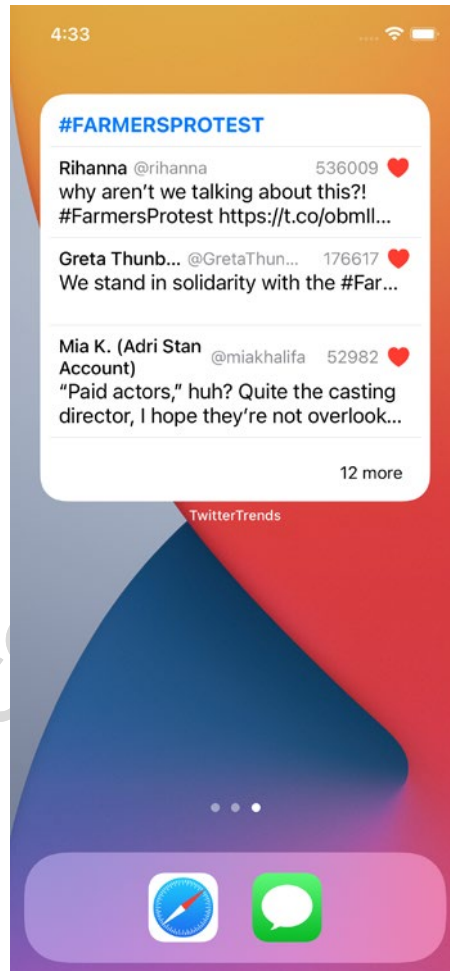 4:33
#FARMERSPROTEST
Rihanna @rihanna 536009
why aren't we talking about this?!
#FarmersProtest https://t.co/obmII...
Greta Thunb... @GretaThun... 176617
We stand in solidarity with the #Far...
Mia K. (Adri Stan
Account) @miakhalifa 52982
“Paid actors,” huh? Quite the casting
director, I hope they're not overlook...
12 more
TwitterTrends